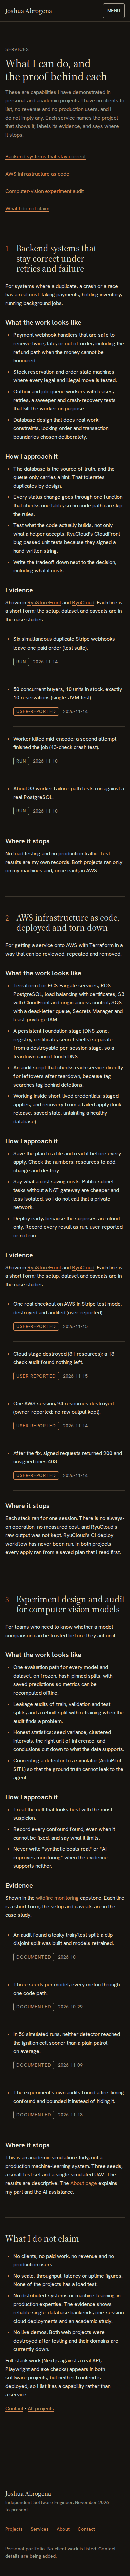 Joshua Abrogena
MENU
SERVICES
What I can do, and
the proof behind each
These are capabilities I have demonstrated in
personal and academic projects. I have no clients to
list, no revenue and no production users, and I
do not imply any. Where a service names the project
that shows it, labels its evidence, and says where
it stops.
Backend systems that stay correct
AWS infrastructure as code
Computer-vision experiment audit
What I do not claim
1
Backend systems that
stay correct under
retries and failure
For systems where a duplicate, a crash or a race
has a real cost: taking payments, holding inventory,
running background jobs.
What the work looks like
Payment webhook handlers that are safe to
receive twice, late, or out of order, including the
refund path when the money cannot be
honoured.
Stock reservation and order state machines
where every legal and illegal move is tested.
Outbox and job-queue workers with leases,
retries, a sweeper and crash-recovery tests
that kill the worker on purpose.
Database design that does real work:
constraints, locking order and transaction
boundaries chosen deliberately.
How I approach it
The database is the source of truth, and the
queue only carries a hint. That tolerates
duplicates by design.
Every status change goes through one function
that checks one table, so no code path can skip
the rules.
Test what the code actually builds, not only
what a helper accepts. RyuCloud's CloudFront
bug passed unit tests because they signed a
hand-written string.
Write the tradeoff down next to the decision,
including what it costs.
Evidence
Shown in RyuStoreFront and RyuCloud. Each is a
short form; the setup, dataset and caveats are in
the case studies.
Six simultaneous duplicate Stripe webhooks
leave one paid order (test suite).
RUN 2026-11-14
50 concurrent buyers, 10 units in stock, exactly
10 reservations (single-JVM test).
USER-REPORTED 2026-11-14
Worker killed mid-encode; a second attempt
finished the job (43-check crash test).
RUN 2026-11-10
About 33 worker failure-path tests run against a
real PostgreSQL.
RUN 2026-11-10
Where it stops
No load testing and no production traffic. Test
results are my own records. Both projects ran only
on my machines and, once each, in AWS.
2
AWS infrastructure as code,
deployed and torn down
For getting a service onto AWS with Terraform in a
way that can be reviewed, repeated and removed.
What the work looks like
Terraform for ECS Fargate services, RDS
PostgreSQL, load balancing with certificates, S3
with CloudFront and origin access control, SQS
with a dead-letter queue, Secrets Manager and
least-privilege IAM.
A persistent foundation stage (DNS zone,
registry, certificate, secret shells) separate
from a destroyable per-session stage, so a
teardown cannot touch DNS.
An audit script that checks each service directly
for leftovers after teardown, because tag
searches lag behind deletions.
Working inside short-lived credentials: staged
applies, and recovery from a failed apply (lock
release, saved state, untainting a healthy
database).
How I approach it
Save the plan to a file and read it before every
apply. Check the numbers: resources to add,
change and destroy.
Say what a cost saving costs. Public-subnet
tasks without a NAT gateway are cheaper and
less isolated, so I do not call that a private
network.
Deploy early, because the surprises are cloud-
only. Record every result as run, user-reported
or not run.
Evidence
Shown in RyuStoreFront and RyuCloud. Each line is
a short form; the setup, dataset and caveats are in
the case studies.
One real checkout on AWS in Stripe test mode,
destroyed and audited (user-reported).
USER-REPORTED 2026-11-15
Cloud stage destroyed (31 resources); a 13-
check audit found nothing left.
USER-REPORTED 2026-11-15
One AWS session, 94 resources destroyed
(owner-reported; no raw output kept).
USER-REPORTED 2026-11-14
After the fix, signed requests returned 200 and
unsigned ones 403.
USER-REPORTED 2026-11-14
Where it stops
Each stack ran for one session. There is no always-
on operation, no measured cost, and RyuCloud's
raw output was not kept. RyuCloud's CI deploy
workflow has never been run. In both projects
every apply ran from a saved plan that I read first.
3
Experiment design and audit
for computer-vision models
For teams who need to know whether a model
comparison can be trusted before they act on it.
What the work looks like
One evaluation path for every model and
dataset, on frozen, hash-pinned splits, with
saved predictions so metrics can be
recomputed offline.
Leakage audits of train, validation and test
splits, and a rebuilt split with retraining when the
audit finds a problem.
Honest statistics: seed variance, clustered
intervals, the right unit of inference, and
conclusions cut down to what the data supports.
Connecting a detector to a simulator (ArduPilot
SITL) so the ground truth cannot leak to the
agent.
How I approach it
Treat the cell that looks best with the most
suspicion.
Record every confound found, even when it
cannot be fixed, and say what it limits.
Never write "synthetic beats real" or "AI
improves monitoring" when the evidence
supports neither.
Evidence
Shown in the wildfire monitoring capstone. Each line
is a short form; the setup and caveats are in the
case study.
An audit found a leaky train/test split; a clip-
disjoint split was built and models retrained.
DOCUMENTED 2026-10
Three seeds per model, every metric through
one code path.
DOCUMENTED 2026-10-29
In 56 simulated runs, neither detector reached
the ignition cell sooner than a plain patrol,
on average.
DOCUMENTED 2026-11-09
The experiment's own audits found a fire-timing
confound and bounded it instead of hiding it.
DOCUMENTED 2026-11-13
Where it stops
This is an academic simulation study, not a
production machine-learning system. Three seeds,
a small test set and a single simulated UAV. The
results are descriptive. The About page explains
my part and the AI assistance.
What I do not claim
No clients, no paid work, no revenue and no
production users.
No scale, throughput, latency or uptime figures.
None of the projects has a load test.
No distributed-systems or machine-learning-in-
production expertise. The evidence shows
reliable single-database backends, one-session
cloud deployments and an academic study.
No live demos. Both web projects were
destroyed after testing and their domains are
currently down.
Full-stack work (Next.js against a real API,
Playwright and axe checks) appears in both
projects, but neither frontend is
deployed, so I list it as a capability rather than
a service.
Contact · All projects
Joshua Abrogena
Independent Software Engineer, November 2026
to present.
Projects Services About Contact
Personal portfolio. No client work is listed. Contact
details are being added.